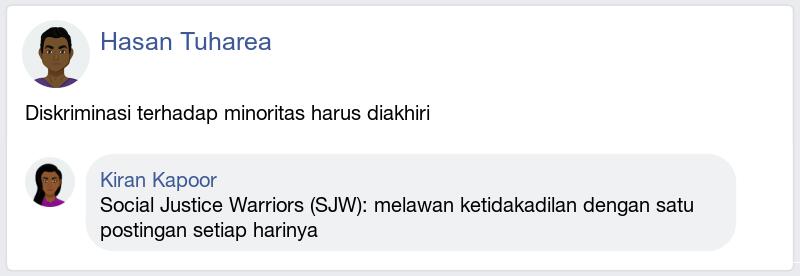 Hasan Tuharea
Diskriminasi terhadap minoritas harus diakhiri
Kiran Kapoor
Social Justice Warriors (SJW): melawan ketidakadilan dengan satu
postingan setiap harinya